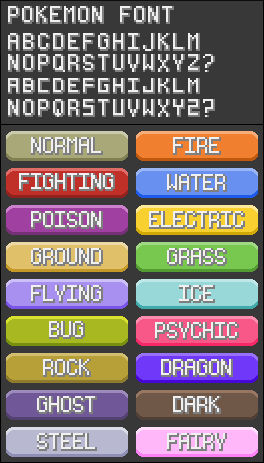 POKEMON FONT
ABCDEFGHIJKLM
NOPQRSTUVWXYZ?
ABCDEFGHIJKLM
NOPQRSTUVWXYZ?
NORMAL FIRE
FIGHTING WATER
POISON ELECTRIC
GROUND GRASS
FLYING ICE
BUG PSYCHIC
ROCK DRAGON
GHOST DARK
STEEL FAIRY